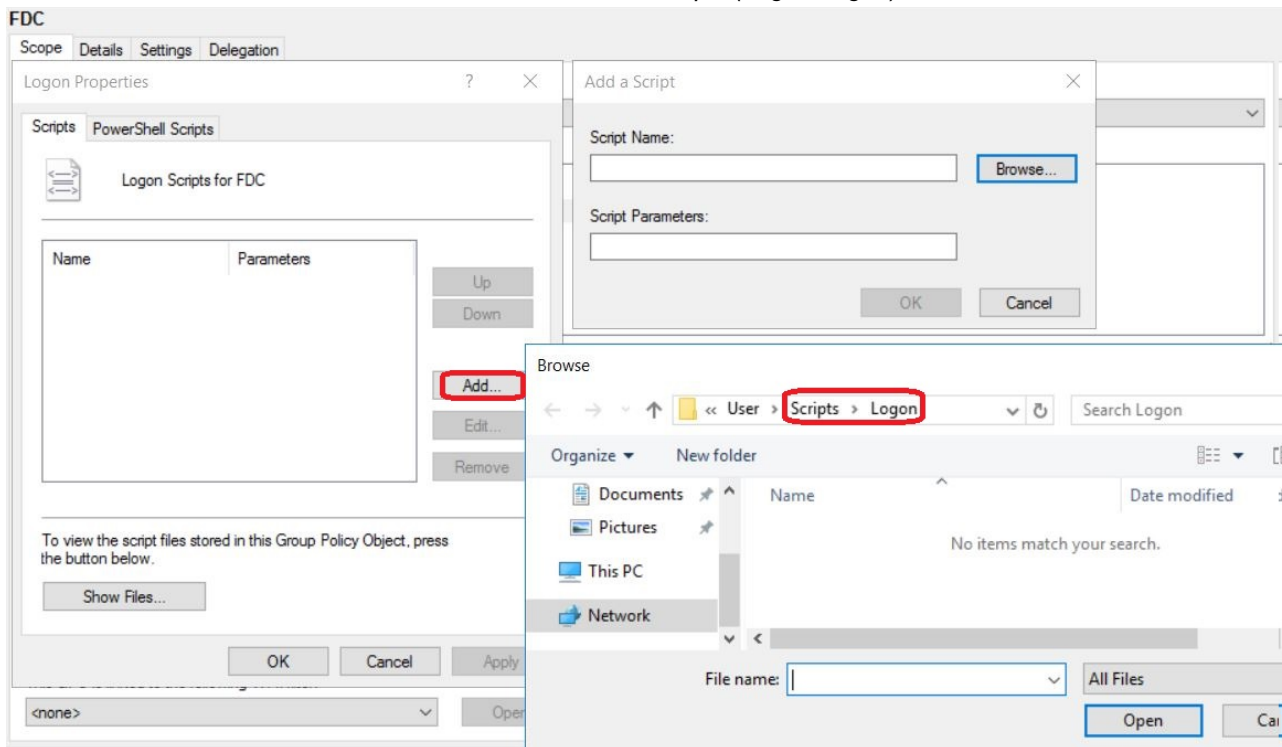 FDC
Scope Details Settings Delegation
Logon Properties ? ×
Scripts PowerShell Scripts
Logon Scripts for FDC
Name Parameters
Up
Down
Add...
Edit...
Remove
To view the script files stored in this Group Policy Object, press
the button below.
Show Files...
OK Cancel Apply
<none>
Add a Script ×
Script Name:
Browse...
Script Parameters:
OK Cancel
Browse
« User › Scripts › Logon
Search Logon
Organize New folder
Documents
Pictures
This PC
Network
Name Date modified
No items match your search.
File name:
All Files
Open